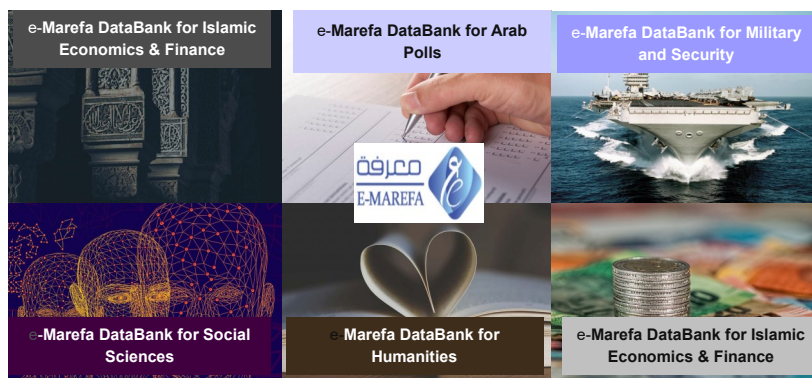 e-Marefa DataBank for Islamic
Economics & Finance
e-Marefa DataBank for Arab
Polls
e-Marefa DataBank for Military
and Security
معرفة
E-MAREFA
e-Marefa DataBank for Social
Sciences
e-Marefa DataBank for
Humanities
e-Marefa DataBank for Islamic
Economics & Finance